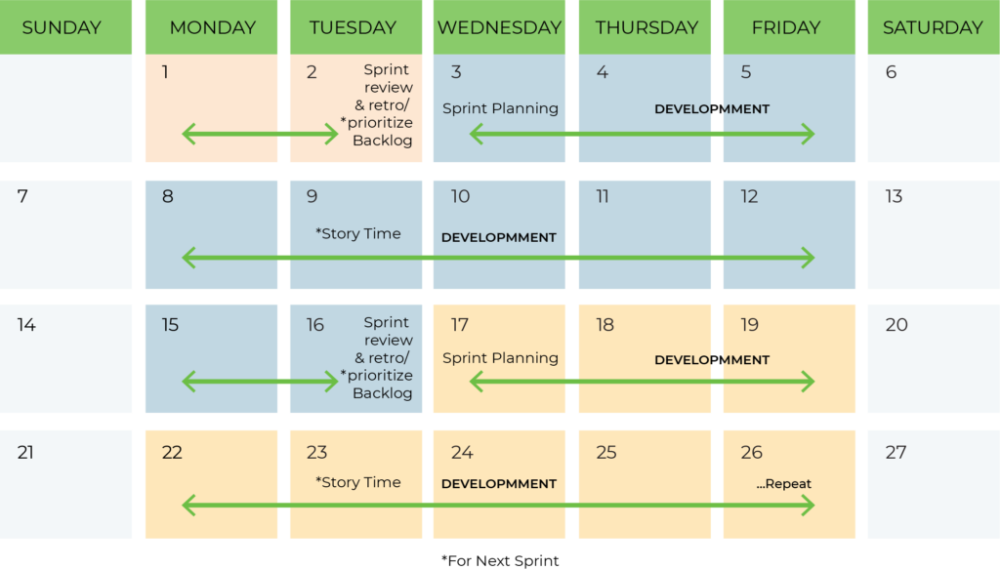 SUNDAY
MONDAY
TUESDAY
WEDNESDAY
THURSDAY
FRIDAY
SATURDAY
1
2
Sprint
review
& retro/
*prioritize
Backlog
3
Sprint Planning
4
DEVELOPMMENT
5
6
7
8
9
*Story Time
10
DEVELOPMMENT
11
12
13
14
15
16
Sprint
review
& retro/
*prioritize
Backlog
17
Sprint Planning
18
DEVELOPMMENT
19
20
21
22
23
*Story Time
24
DEVELOPMMENT
25
26
...Repeat
27
*For Next Sprint